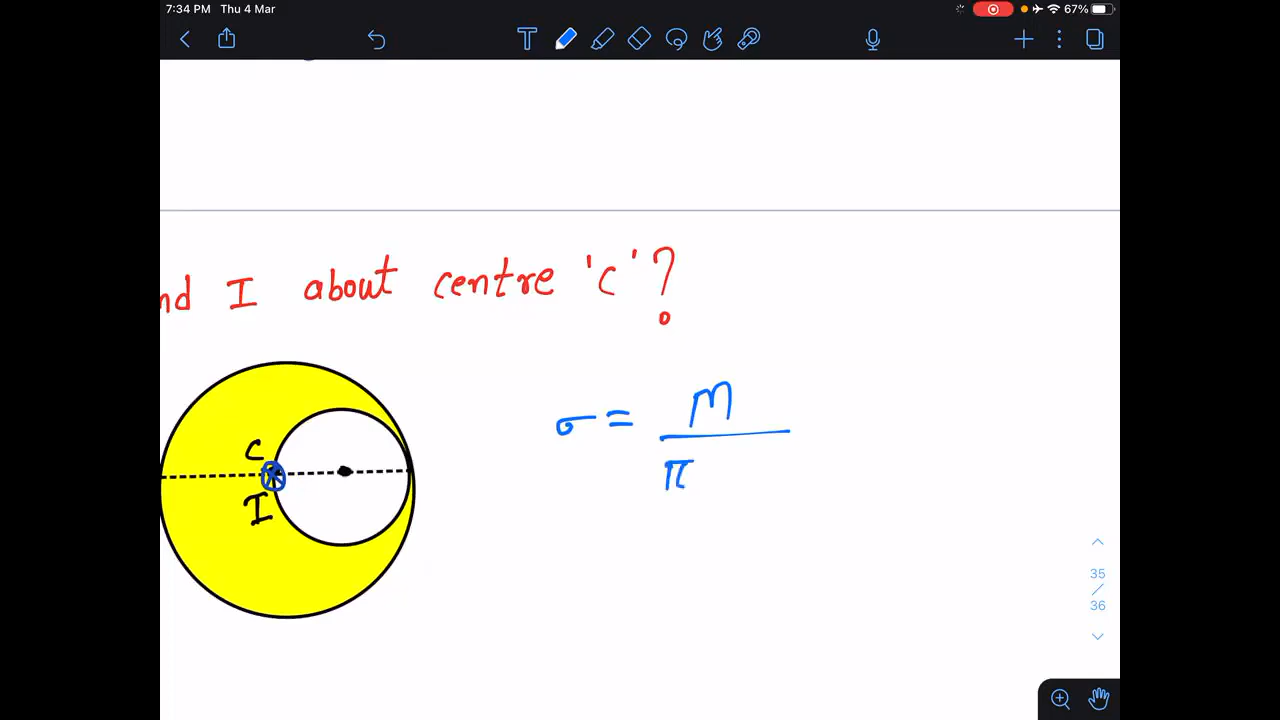 7:34 PM Thu 4 Mar
67%
nd I about centre 'c'?
σ = M
π
C
I
35
/
36